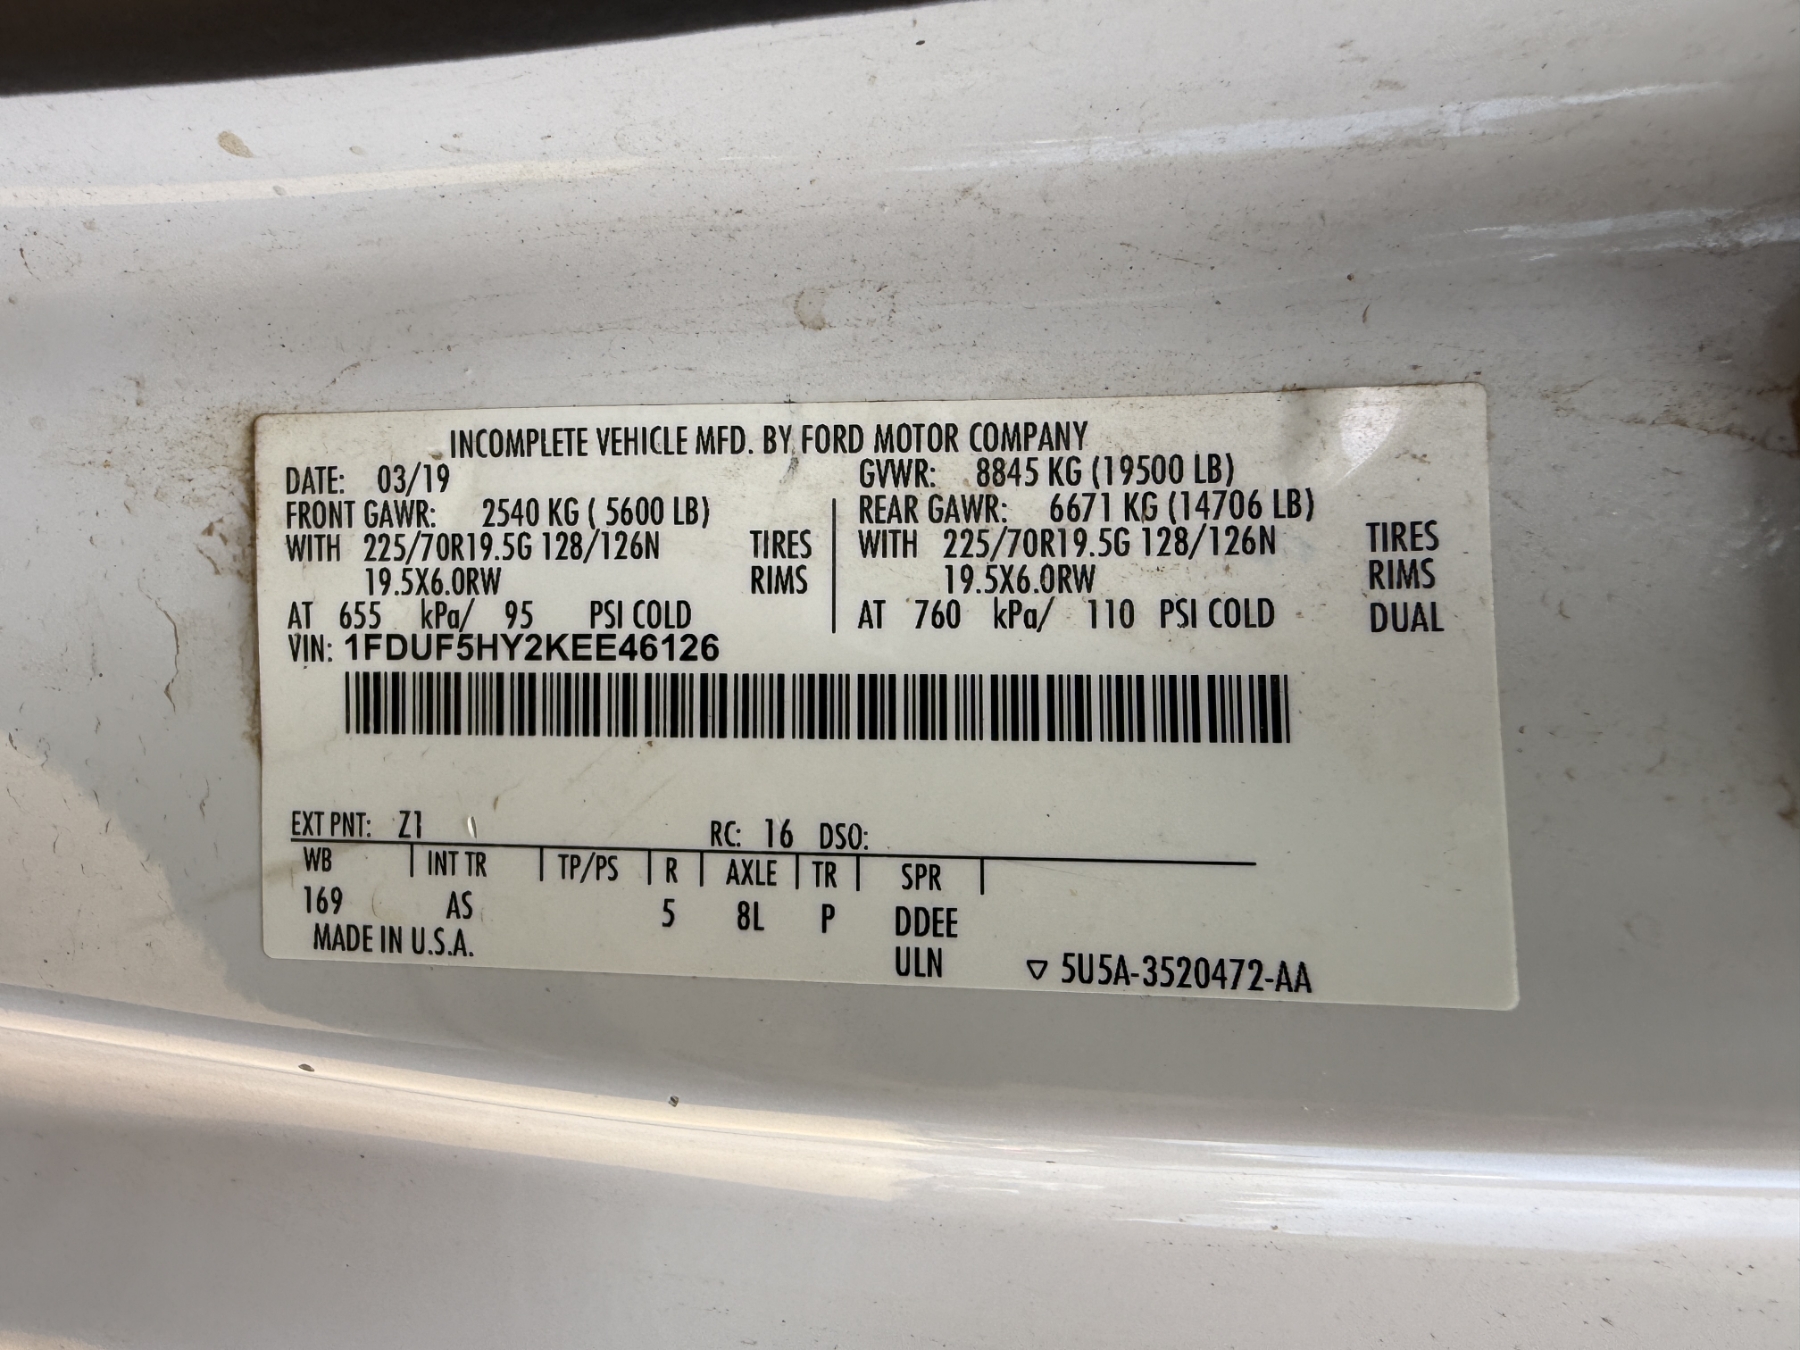 INCOMPLETE VEHICLE MFD. BY FORD MOTOR COMPANY
DATE: 03/19 GVWR: 8845 KG (19500 LB)
FRONT GAWR: 2540 KG ( 5600 LB) REAR GAWR: 6671 KG (14706 LB)
WITH 225/70R19.5G 128/126N TIRES WITH 225/70R19.5G 128/126N TIRES
19.5X6.0RW RIMS 19.5X6.0RW RIMS
AT 655 kPa/ 95 PSI COLD AT 760 kPa/ 110 PSI COLD DUAL
VIN: 1FDUF5HY2KEE46126
EXT PNT: Z1 RC: 16 DSO:
WB INT TR TP/PS R AXLE TR SPR
169 AS 5 8L P DDEE
MADE IN U.S.A. ULN ▽ 5U5A-3520472-AA